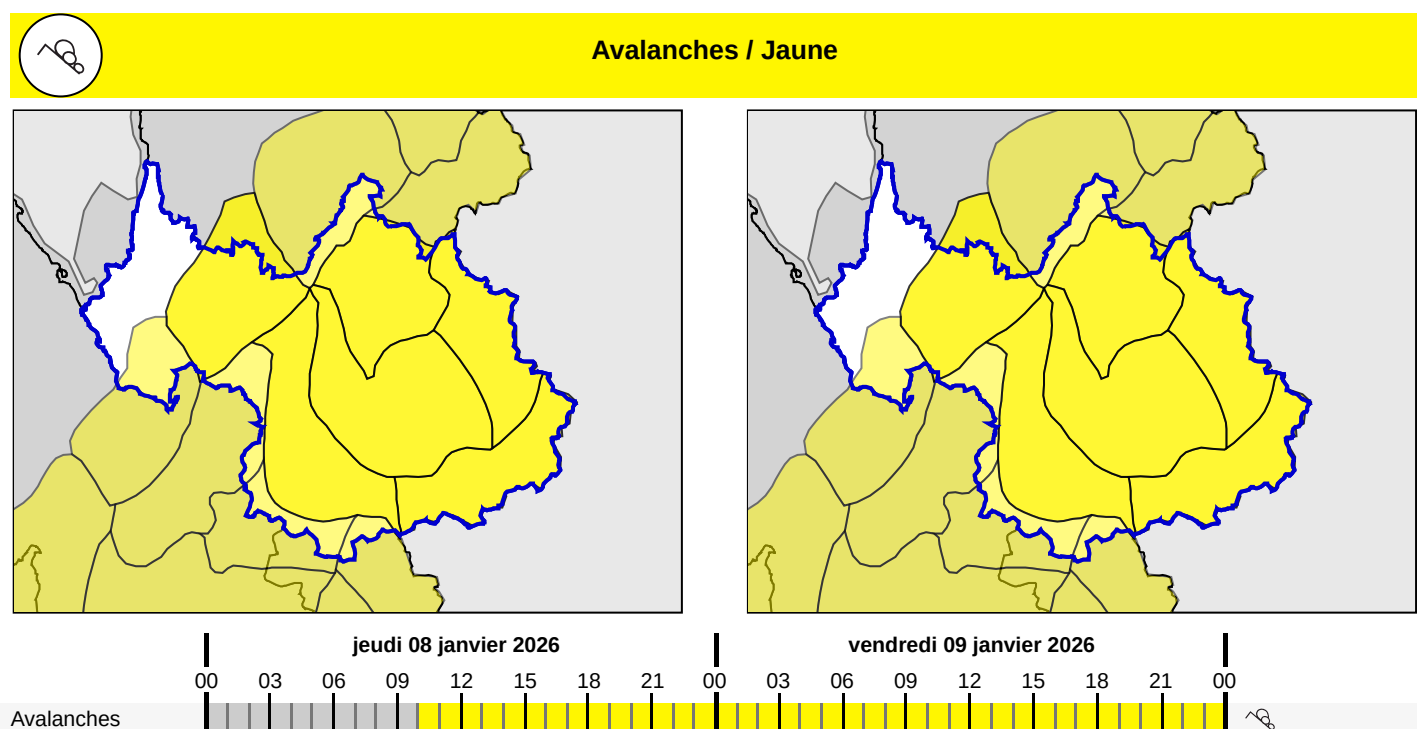 Avalanches / Jaune
jeudi 08 janvier 2026 vendredi 09 janvier 2026
00 03 06 09 12 15 18 21 00 03 06 09 12 15 18 21 00
Avalanches